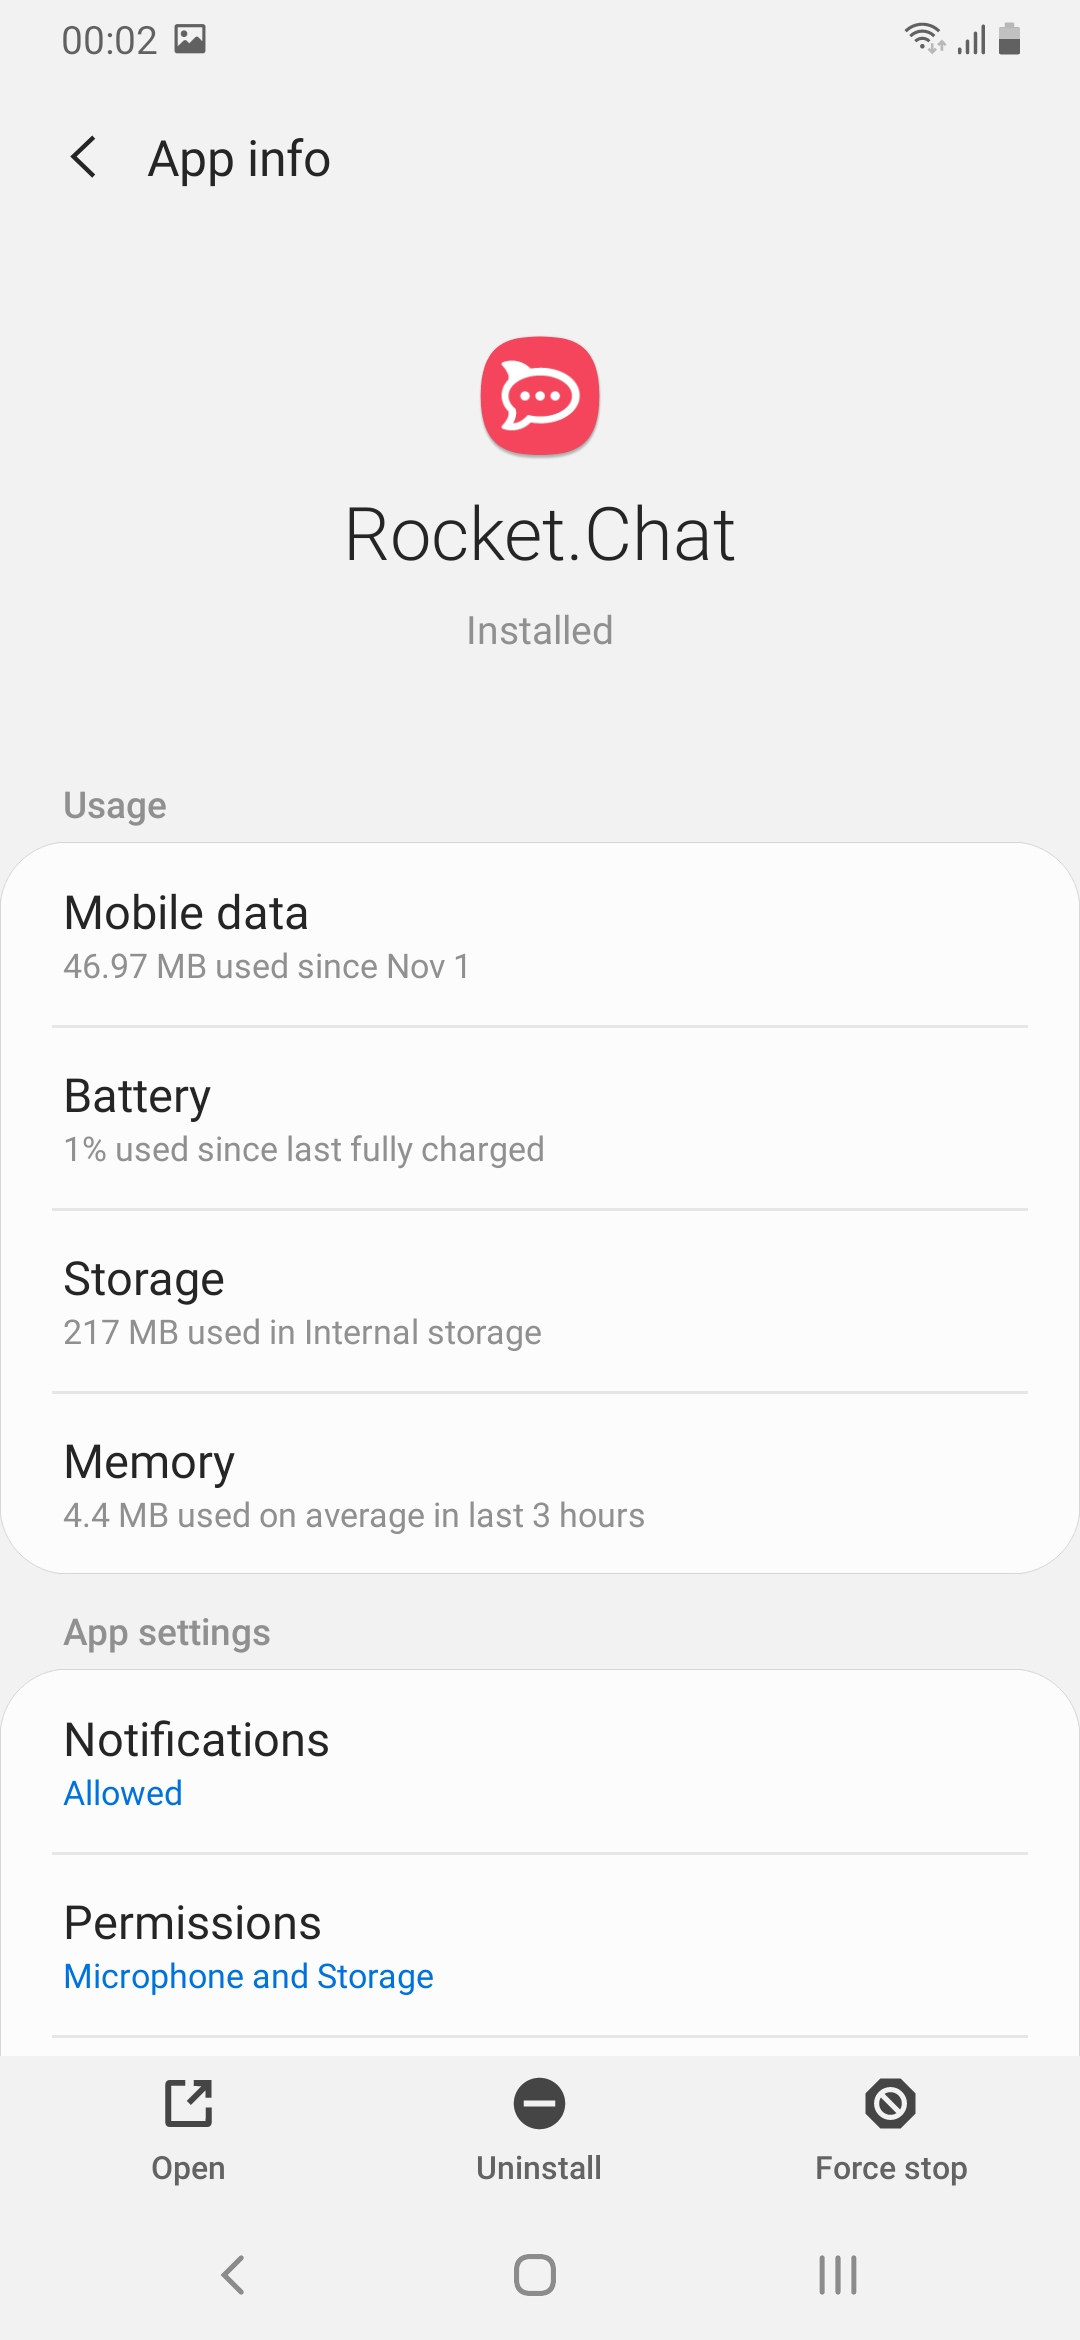 00:02
App info
Rocket.Chat
Installed
Usage
Mobile data
46.97 MB used since Nov 1
Battery
1% used since last fully charged
Storage
217 MB used in Internal storage
Memory
4.4 MB used on average in last 3 hours
App settings
Notifications
Allowed
Permissions
Microphone and Storage
Open
Uninstall
Force stop